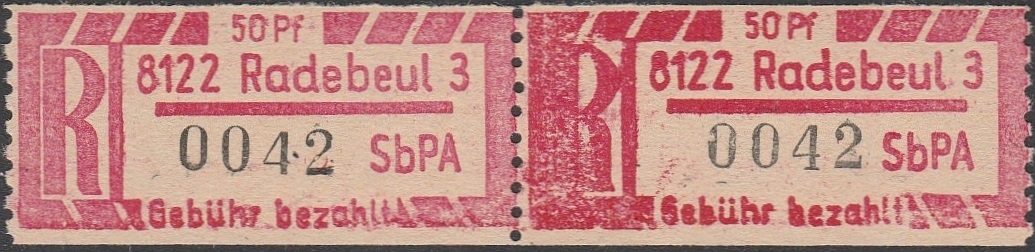 50 Pf
R 8122 Radebeul 3
0042 SbPA
Gebühr bezahlt
50 Pf
R 8122 Radebeul 3
0042 SbPA
Gebühr bezahlt